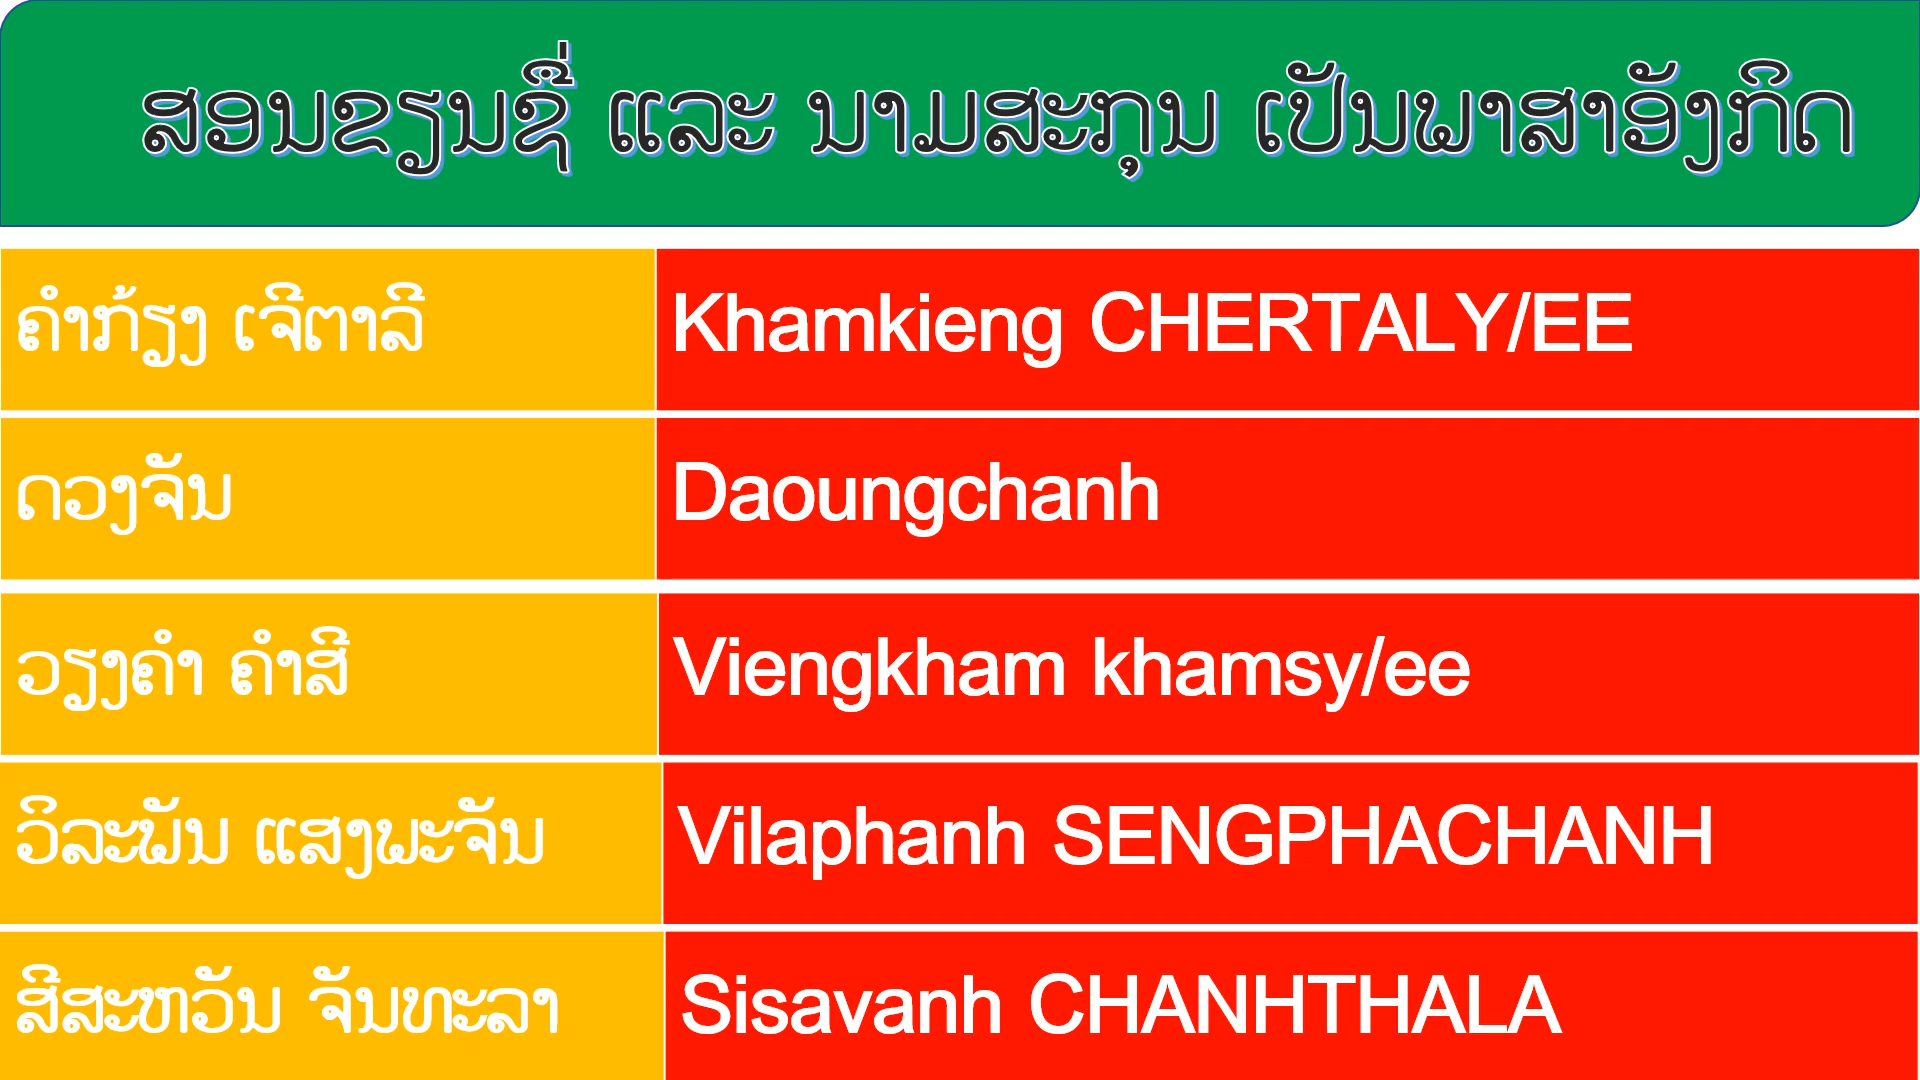 ສອນຂຽນຊື່ ແລະ ນາມສະກຸນ ເປັນພາສາອັງກິດ
ຄຳກ້ຽງ ເຈີຕາລີ
Khamkieng CHERTALY/EE
ດວງຈັນ
Daoungchanh
ວຽງຄຳ ຄຳສີ
Viengkham khamsy/ee
ວິລະພັນ ແສງພະຈັນ
Vilaphanh SENGPHACHANH
ສີສະຫວັນ ຈັນທະລາ
Sisavanh CHANHTHALA